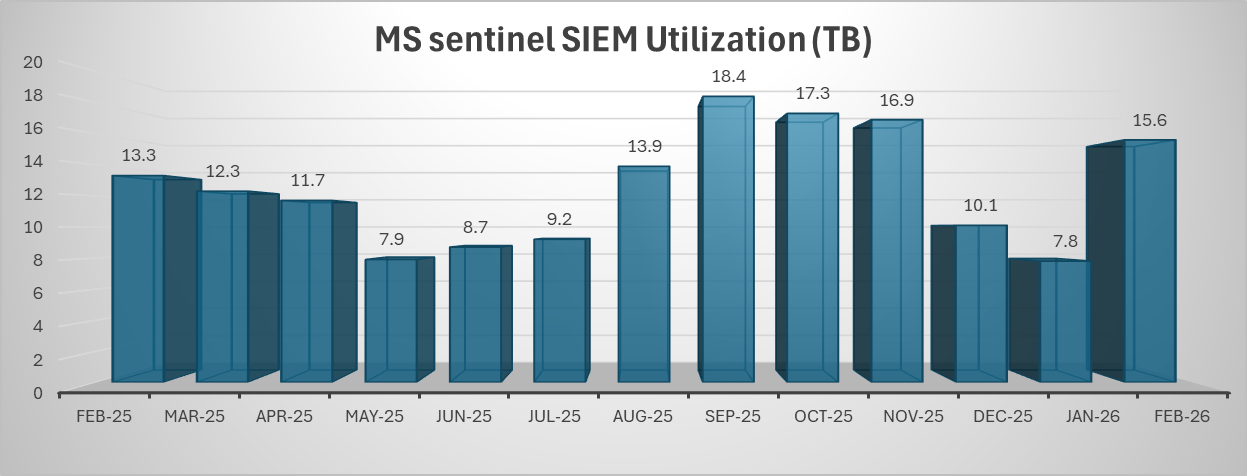 MS sentinel SIEM Utilization (TB)
20
18
16
14
12
10
8
6
4
2
0
13.3
12.3
11.7
7.9
8.7
9.2
13.9
18.4
17.3
16.9
10.1
7.8
15.6
FEB-25
MAR-25
APR-25
MAY-25
JUN-25
JUL-25
AUG-25
SEP-25
OCT-25
NOV-25
DEC-25
JAN-26
FEB-26